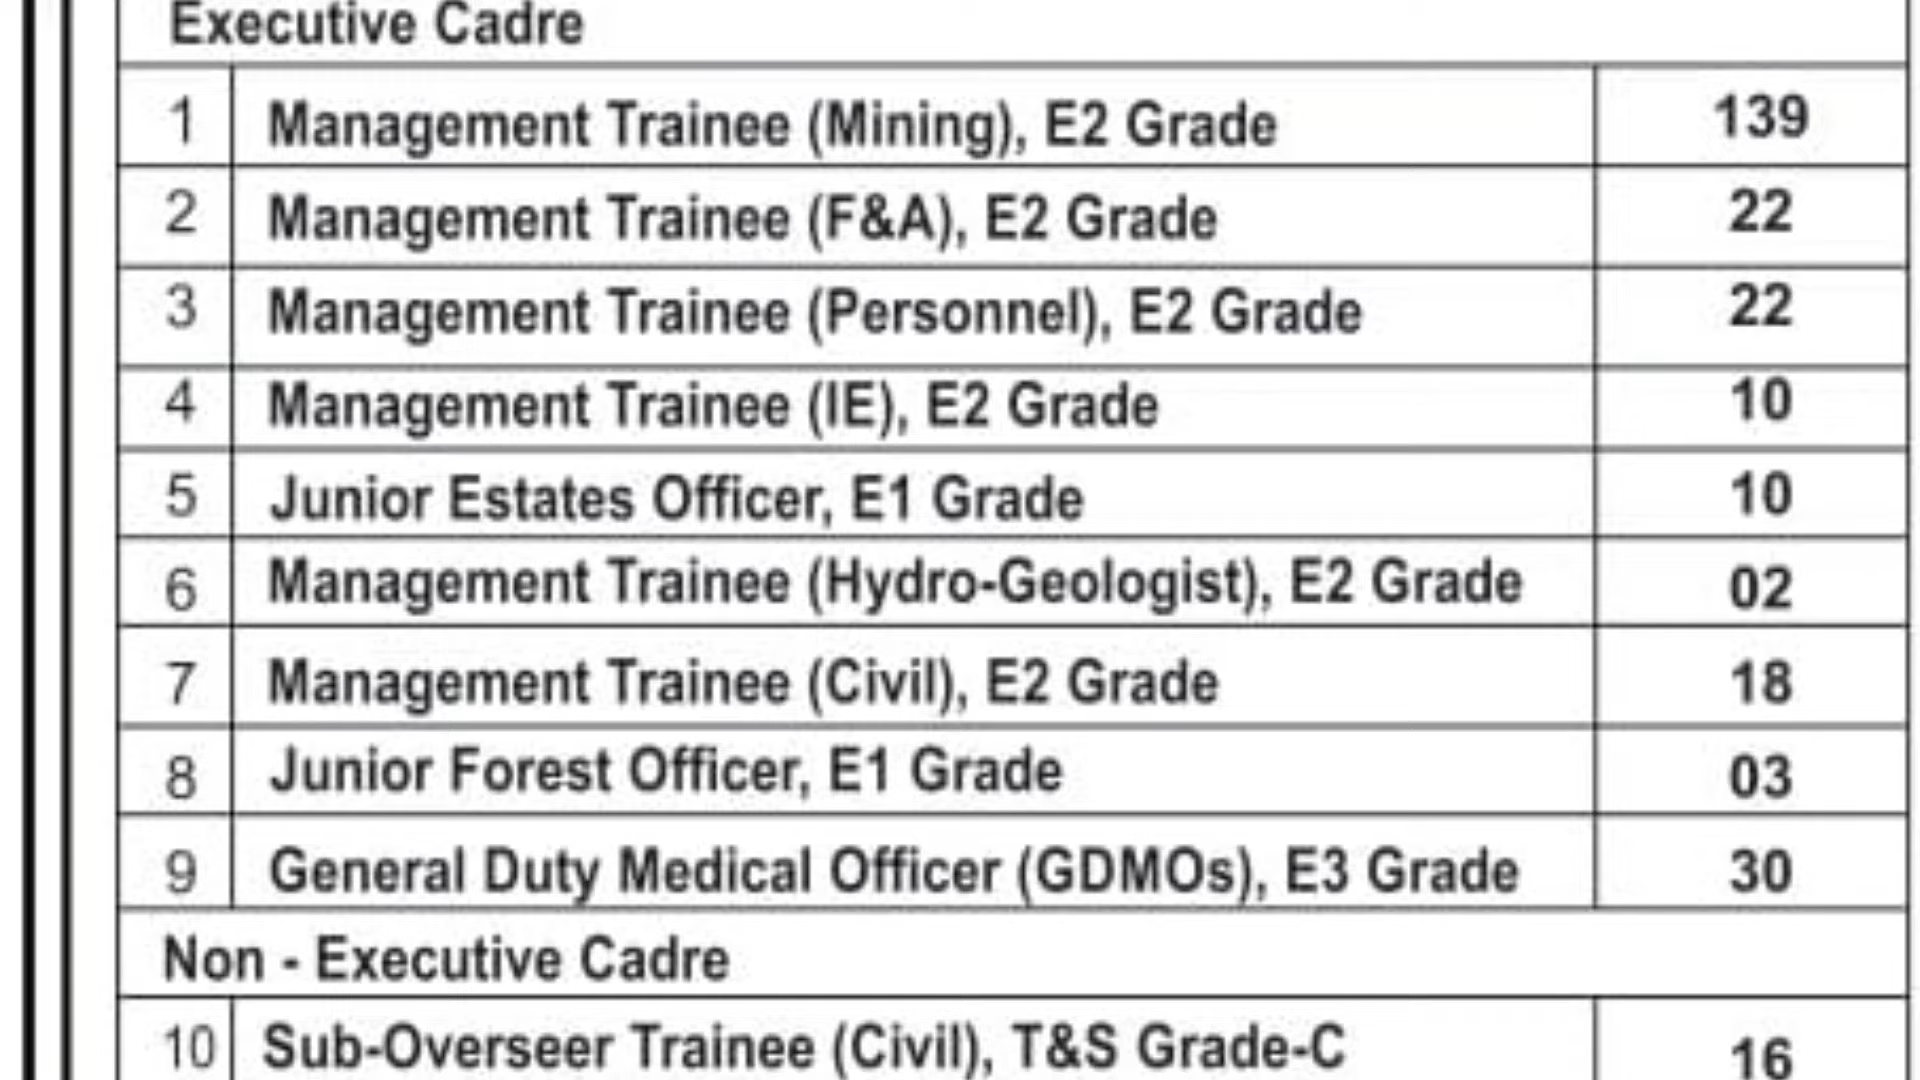 Executive Cadre
1 Management Trainee (Mining), E2 Grade 139
2 Management Trainee (F&A), E2 Grade 22
3 Management Trainee (Personnel), E2 Grade 22
4 Management Trainee (IE), E2 Grade 10
5 Junior Estates Officer, E1 Grade 10
6 Management Trainee (Hydro-Geologist), E2 Grade 02
7 Management Trainee (Civil), E2 Grade 18
8 Junior Forest Officer, E1 Grade 03
9 General Duty Medical Officer (GDMOs), E3 Grade 30
Non - Executive Cadre
10 Sub-Overseer Trainee (Civil), T&S Grade-C 16